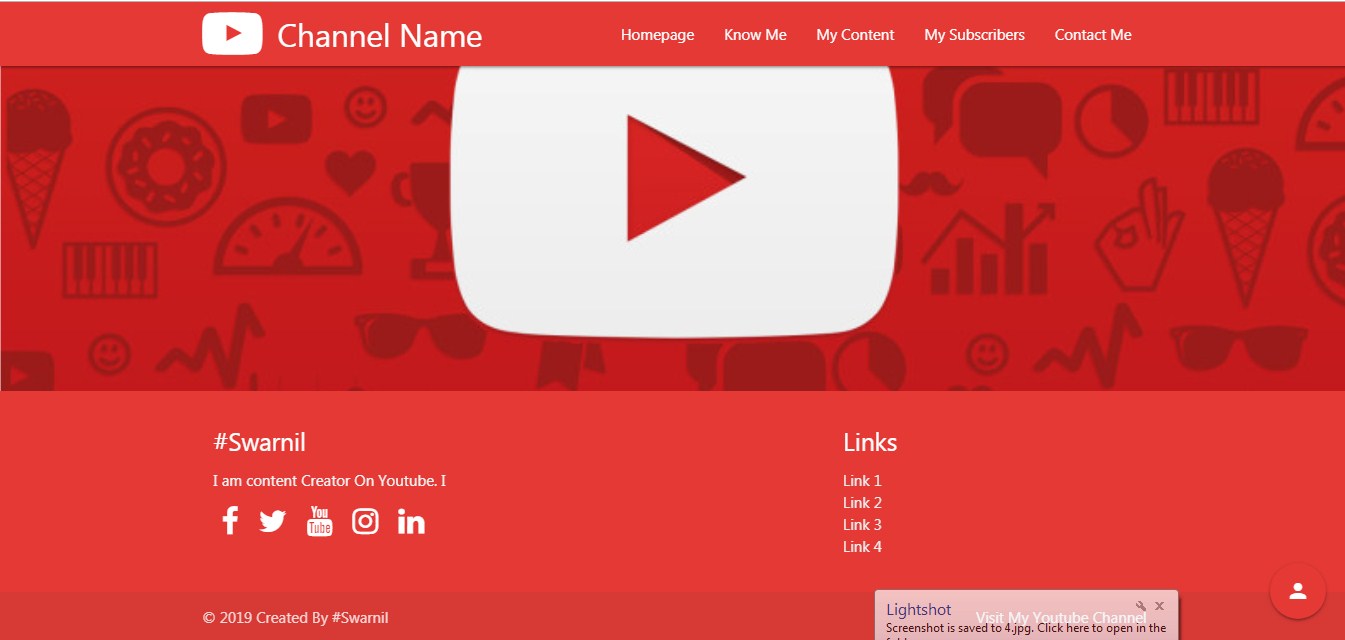 Channel Name
Homepage Know Me My Content My Subscribers Contact Me
#Swarnil
I am content Creator On Youtube. I
You
Tube
Links
Link 1
Link 2
Link 3
Link 4
© 2019 Created By #Swarnil
Visit My Youtube Channel
Lightshot
Screenshot is saved to 4.jpg. Click here to open in the